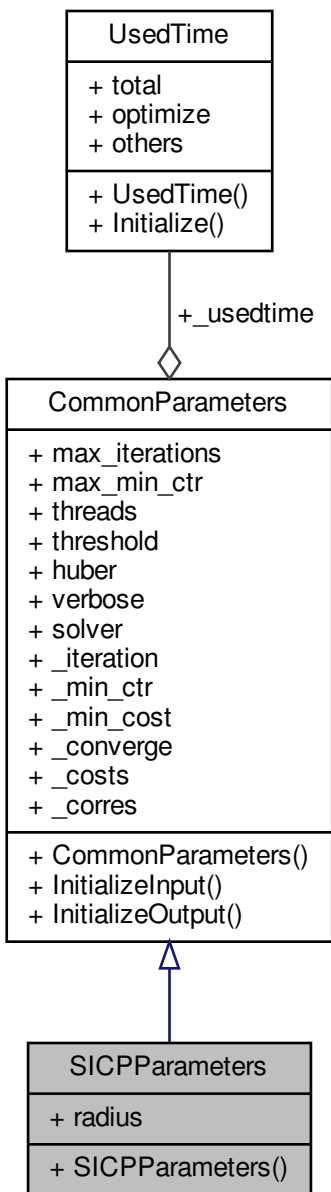 UsedTime
+ total
+ optimize
+ others
+ UsedTime()
+ Initialize()
+_usedtime
CommonParameters
+ max_iterations
+ max_min_ctr
+ threads
+ threshold
+ huber
+ verbose
+ solver
+ _iteration
+ _min_ctr
+ _min_cost
+ _converge
+ _costs
+ _corres
+ CommonParameters()
+ InitializeInput()
+ InitializeOutput()
SICPParameters
+ radius
+ SICPParameters()